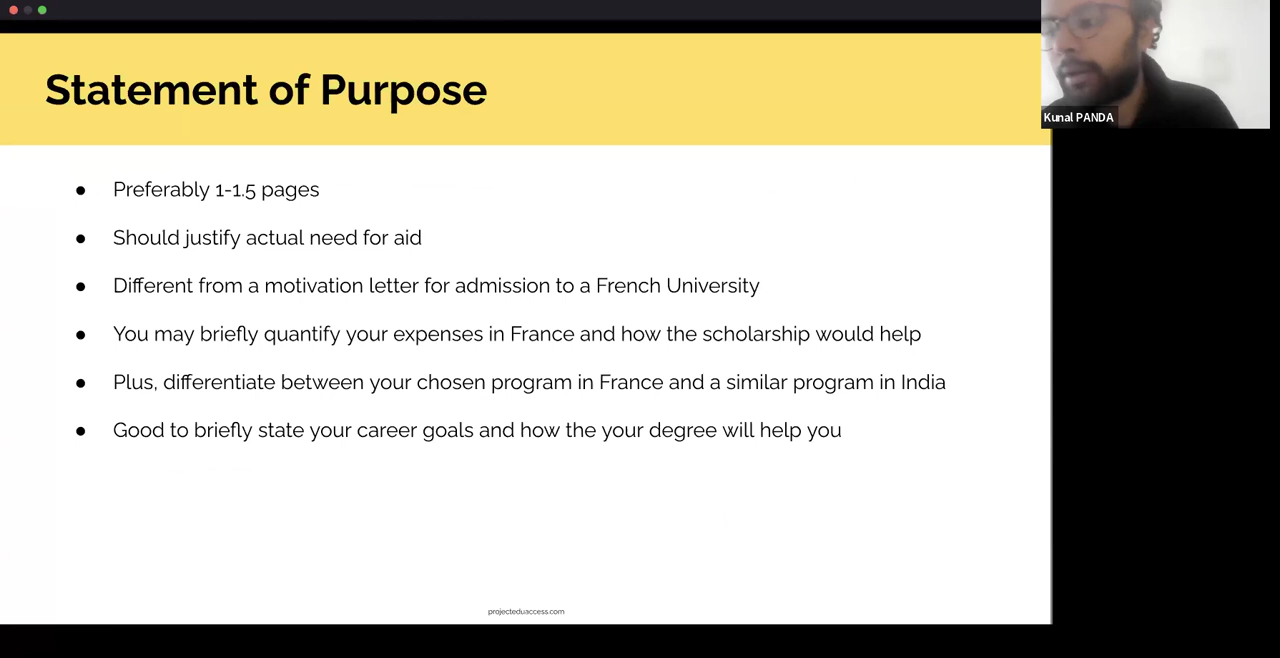 Statement of Purpose
Kunal PANDA
● Preferably 1-1.5 pages
● Should justify actual need for aid
● Different from a motivation letter for admission to a French University
● You may briefly quantify your expenses in France and how the scholarship would help
● Plus, differentiate between your chosen program in France and a similar program in India
● Good to briefly state your career goals and how the your degree will help you
projecteduaccess.com